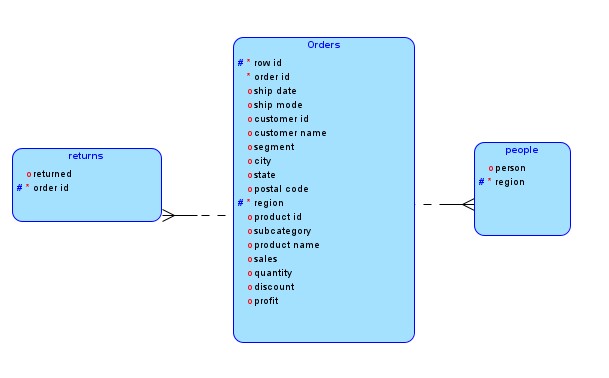 returns
o returned
# * order id
Orders
# * row id
* order id
o ship date
o ship mode
o customer id
o customer name
o segment
o city
o state
o postal code
# * region
o product id
o subcategory
o product name
o sales
o quantity
o discount
o profit
people
o person
# * region